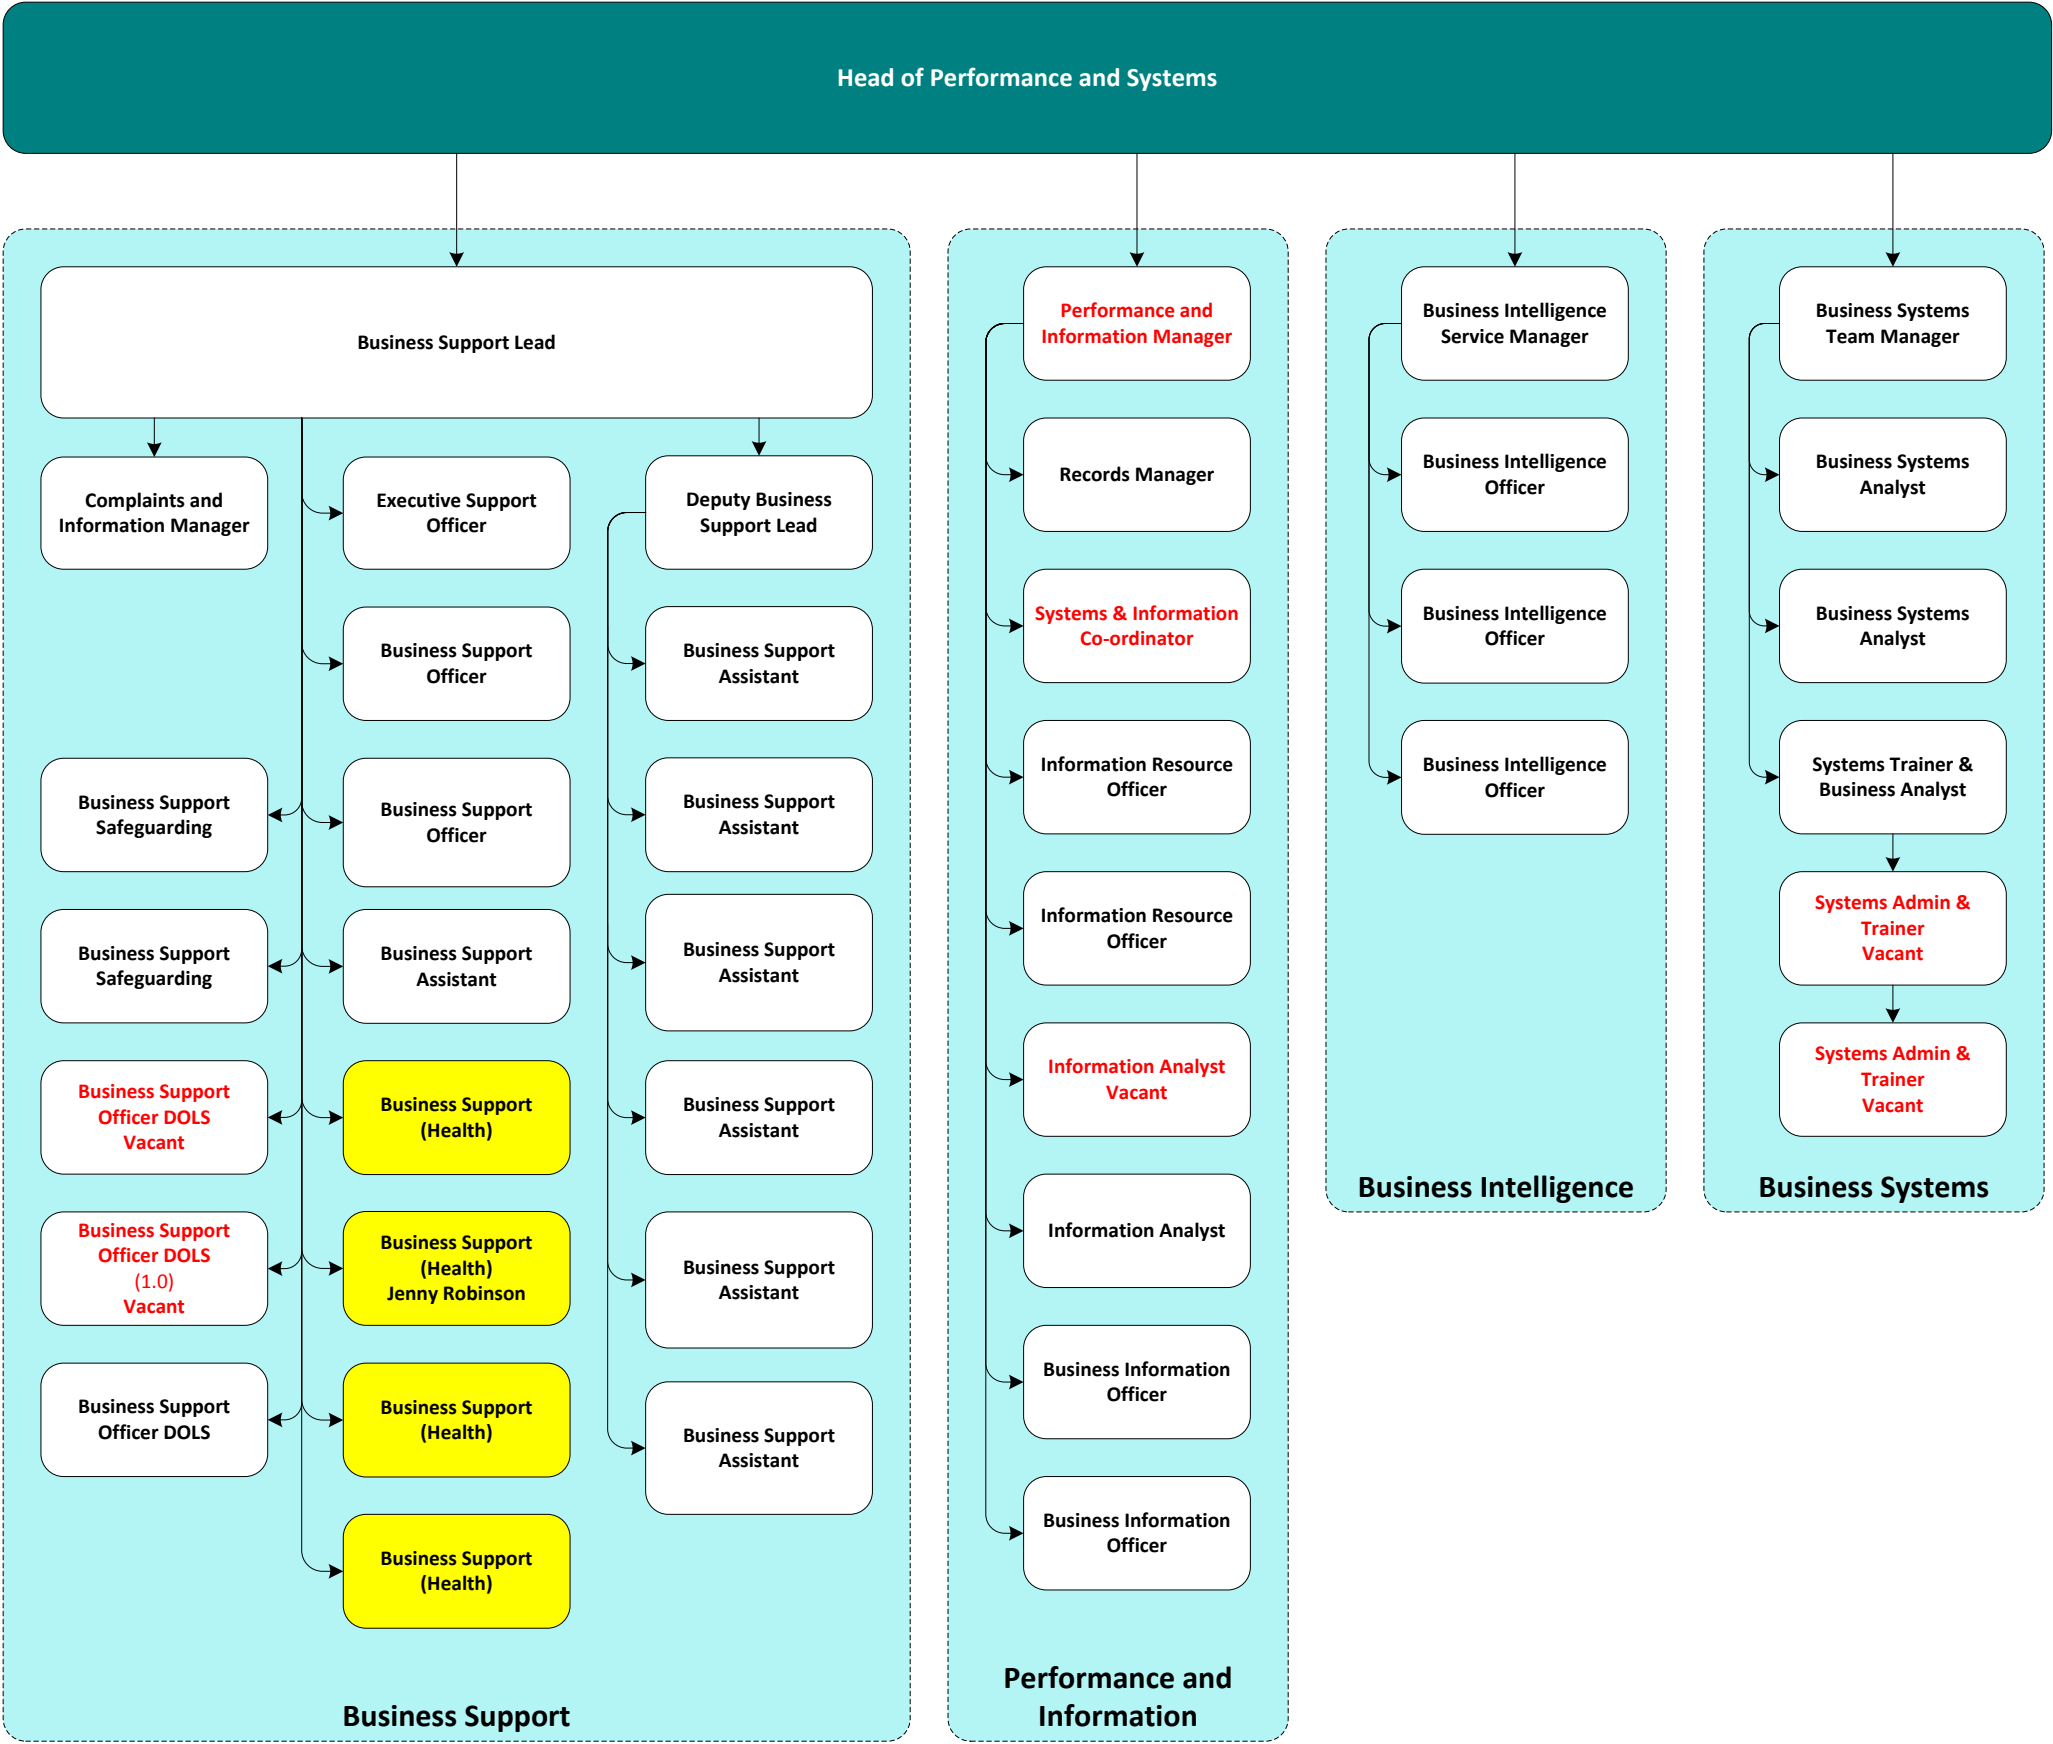 Head of Performance and Systems
Business Support Lead
Complaints and
Information Manager
Business Support
Safeguarding
Business Support
Safeguarding
Business Support
Officer DOLS
Vacant
Business Support
Officer DOLS
(1.0)
Vacant
Business Support
Officer DOLS
Executive Support
Officer
Business Support
Officer
Business Support
Officer
Business Support
Assistant
Business Support
(Health)
Business Support
(Health)
Jenny Robinson
Business Support
(Health)
Business Support
(Health)
Deputy Business
Support Lead
Business Support
Assistant
Business Support
Assistant
Business Support
Assistant
Business Support
Assistant
Business Support
Assistant
Business Support
Assistant
Business Support
Performance and
Information Manager
Records Manager
Systems & Information
Co-ordinator
Information Resource
Officer
Information Resource
Officer
Information Analyst
Vacant
Information Analyst
Business Information
Officer
Business Information
Officer
Performance and
Information
Business Intelligence
Service Manager
Business Intelligence
Officer
Business Intelligence
Officer
Business Intelligence
Officer
Business Intelligence
Business Systems
Team Manager
Business Systems
Analyst
Business Systems
Analyst
Systems Trainer &
Business Analyst
Systems Admin &
Trainer
Vacant
Systems Admin &
Trainer
Vacant
Business Systems